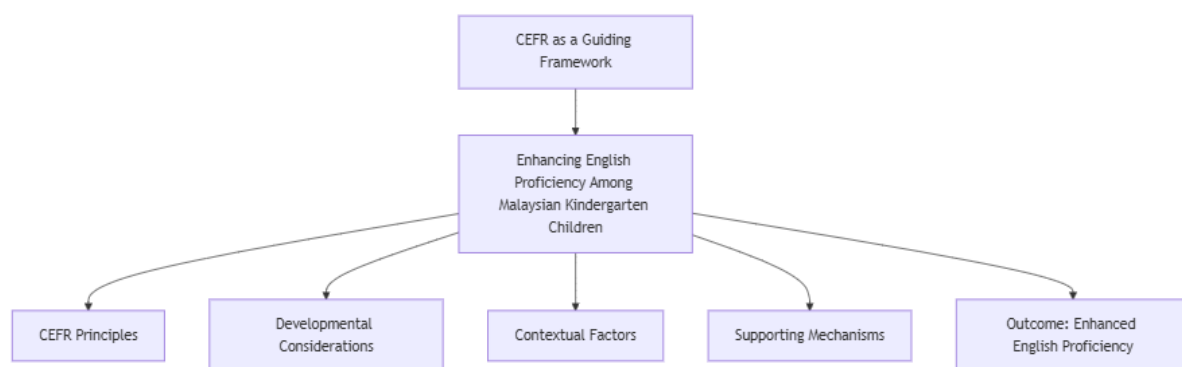 CEFR as a Guiding
Framework
Enhancing English
Proficiency Among
Malaysian Kindergarten
Children
CEFR Principles
Developmental
Considerations
Contextual Factors
Supporting Mechanisms
Outcome: Enhanced
English Proficiency